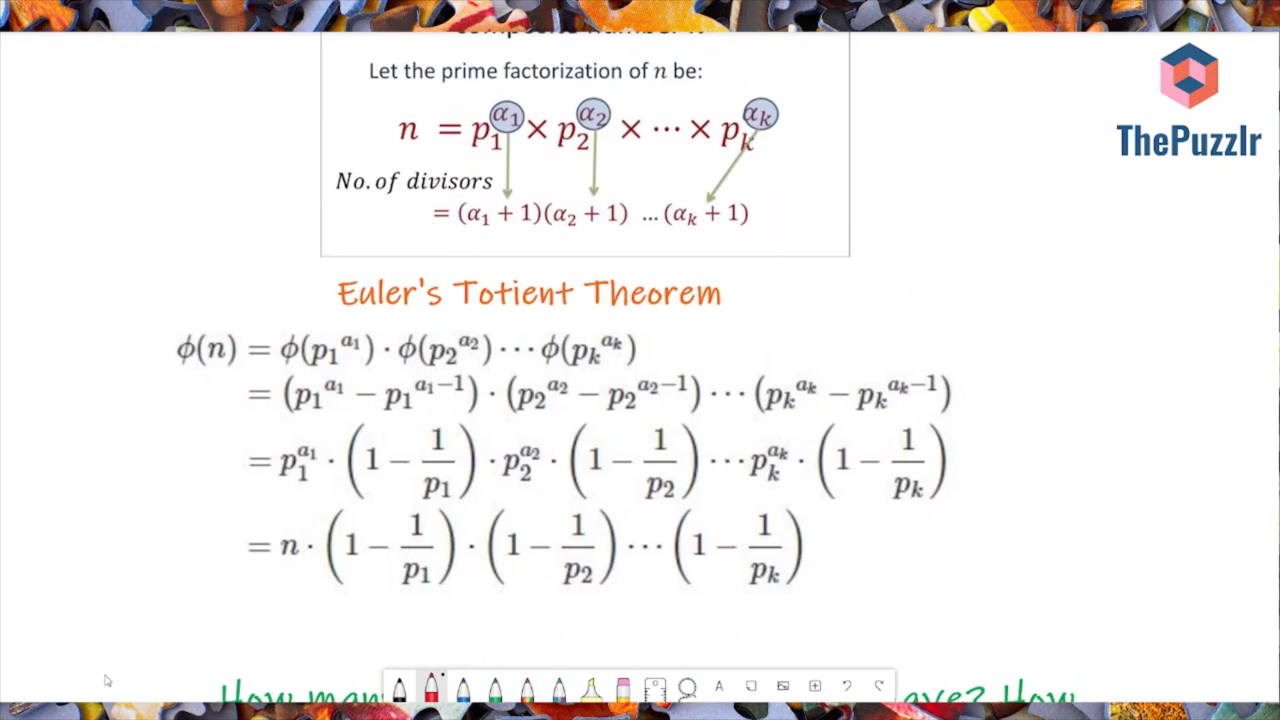 Let the prime factorization of n be:
n = p₁^α₁ × p₂^α₂ × ⋯ × pₖ^αₖ
No. of divisors
= (α₁ + 1)(α₂ + 1) … (αₖ + 1)
ThePuzzlr
Euler's Totient Theorem
ϕ(n) = ϕ(p₁^a₁) · ϕ(p₂^a₂) ⋯ ϕ(pₖ^aₖ)
= (p₁^a₁ − p₁^(a₁−1)) · (p₂^a₂ − p₂^(a₂−1)) ⋯ (pₖ^aₖ − pₖ^(aₖ−1))
= p₁^a₁ · (1 − 1/p₁) · p₂^a₂ · (1 − 1/p₂) ⋯ pₖ^aₖ · (1 − 1/pₖ)
= n · (1 − 1/p₁) · (1 − 1/p₂) ⋯ (1 − 1/pₖ)
How How